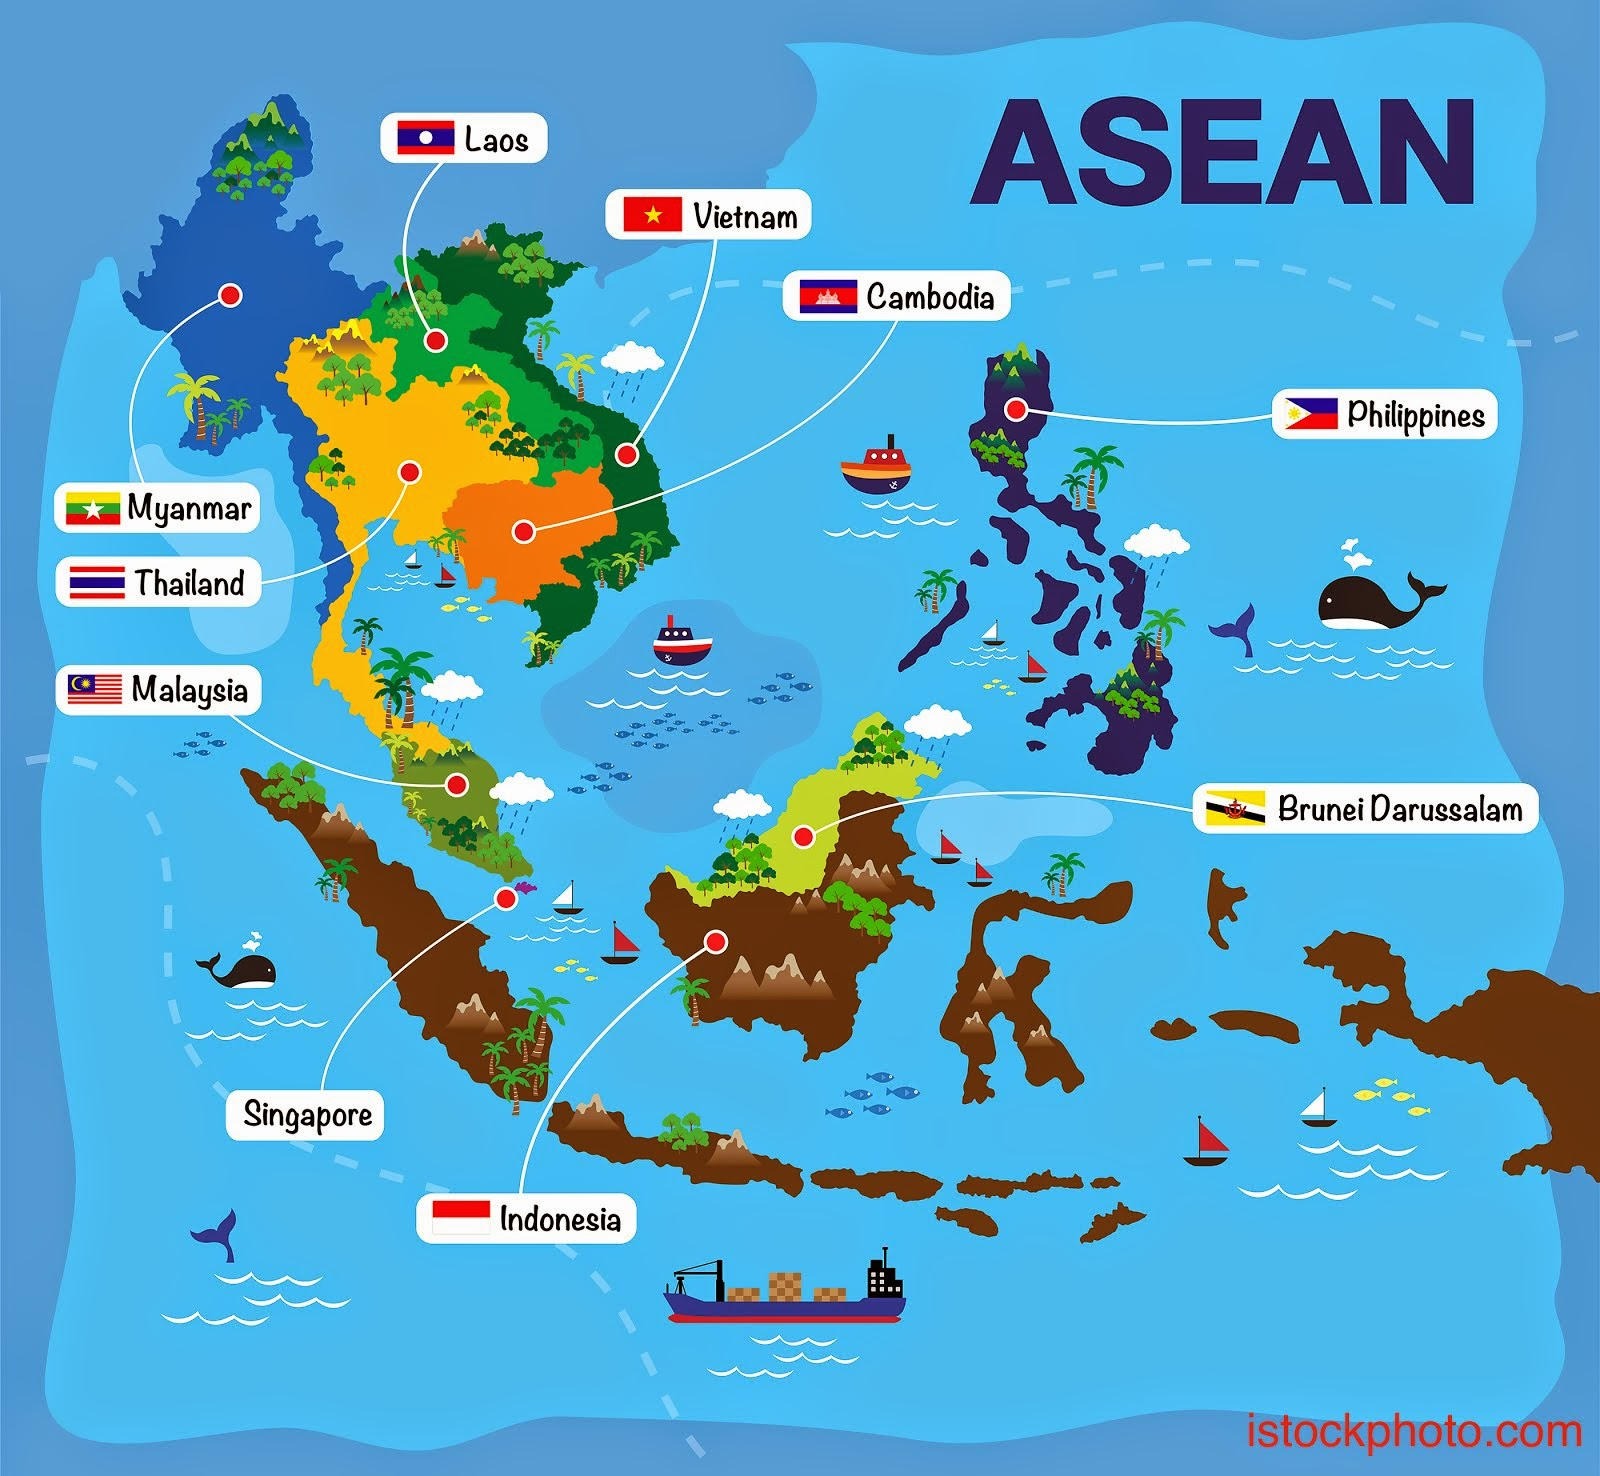 ASEAN
Laos
Vietnam
Cambodia
Philippines
Myanmar
Thailand
Malaysia
Brunei Darussalam
Singapore
Indonesia
istockphoto.com